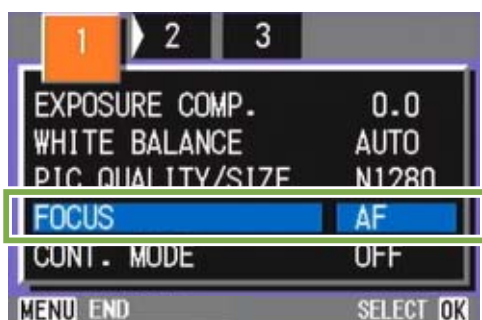 1 2 3
EXPOSURE COMP. 0.0
WHITE BALANCE AUTO
PIC QUALITY/SIZE N1280
FOCUS AF
CONT. MODE OFF
MENU END SELECT OK